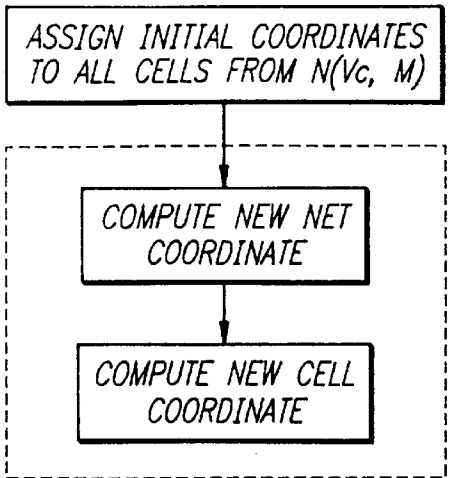 ASSIGN INITIAL COORDINATES
TO ALL CELLS FROM N(Vc, M)
COMPUTE NEW NET
COORDINATE
COMPUTE NEW CELL
COORDINATE